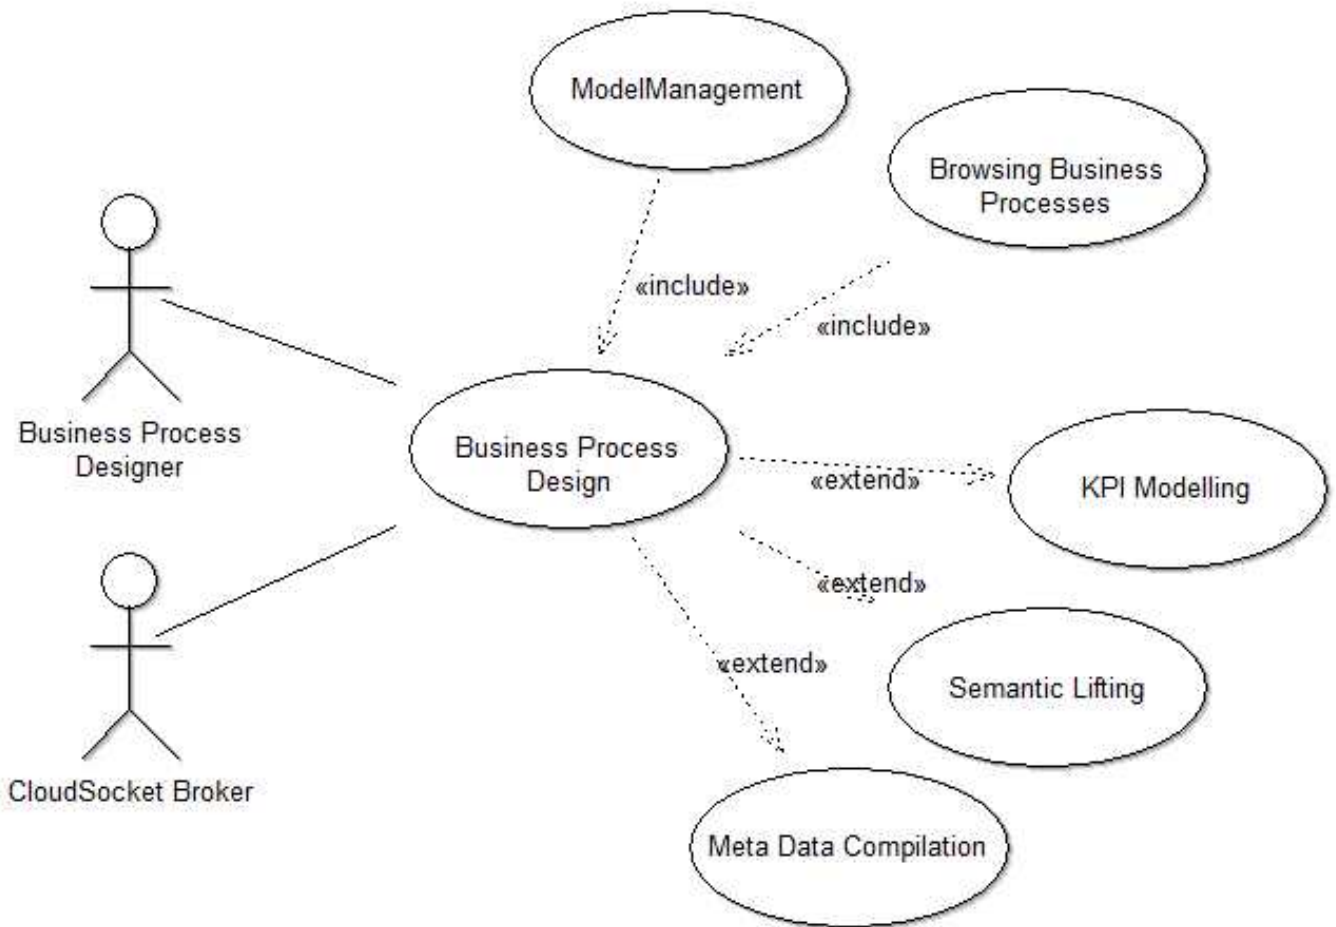 ModelManagement
Browsing Business
Processes
«include»
«include»
Business Process
Designer
Business Process
Design
«extend»
KPI Modelling
«extend»
«extend»
Semantic Lifting
CloudSocket Broker
Meta Data Compilation